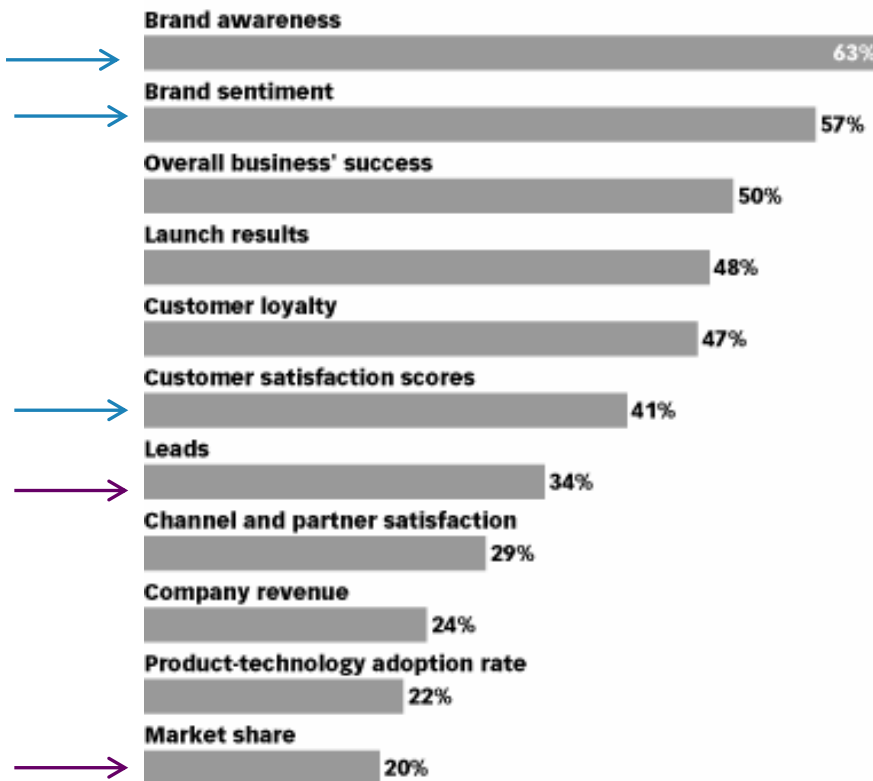 Brand awareness
63%
Brand sentiment
57%
Overall business' success
50%
Launch results
48%
Customer loyalty
47%
Customer satisfaction scores
41%
Leads
34%
Channel and partner satisfaction
29%
Company revenue
24%
Product-technology adoption rate
22%
Market share
20%